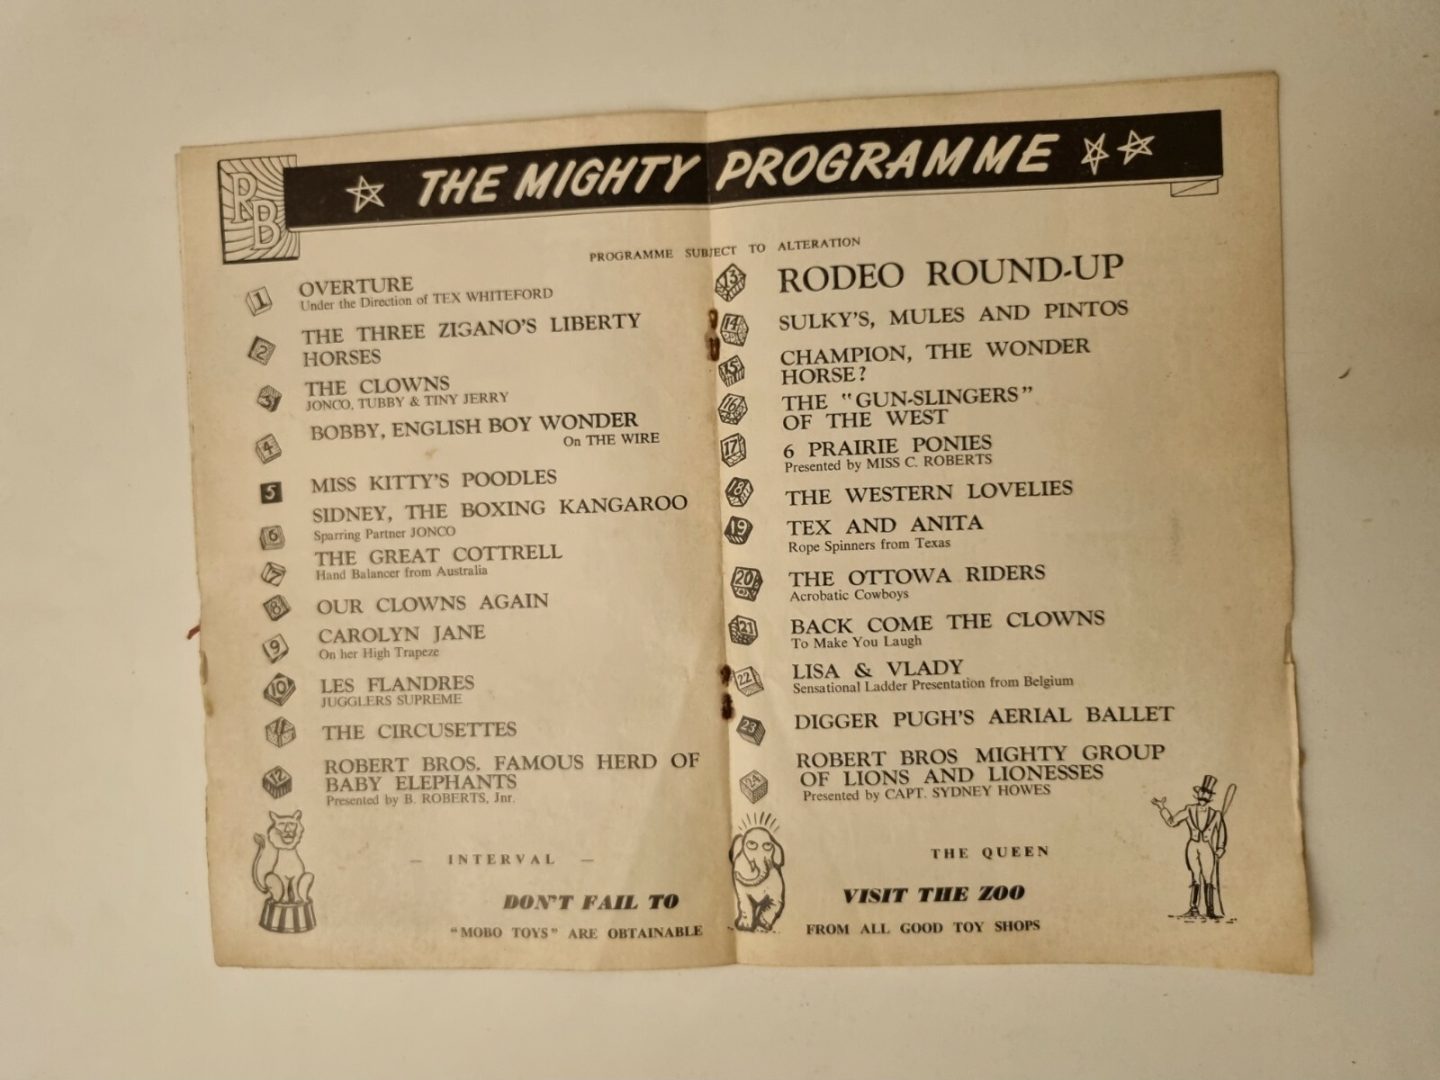 RB
THE MIGHTY PROGRAMME
PROGRAMME SUBJECT TO ALTERATION
1 OVERTURE
Under the Direction of TEX WHITEFORD
2 THE THREE ZIGANO'S LIBERTY
HORSES
3 THE CLOWNS
JONCO, TUBBY & TINY JERRY
4 BOBBY, ENGLISH BOY WONDER
On THE WIRE
5 MISS KITTY'S POODLES
6 SIDNEY, THE BOXING KANGAROO
Sparring Partner JONCO
7 THE GREAT COTTRELL
Hand Balancer from Australia
8 OUR CLOWNS AGAIN
9 CAROLYN JANE
On her High Trapeze
10 LES FLANDRES
JUGGLERS SUPREME
11 THE CIRCUSETTES
12 ROBERT BROS. FAMOUS HERD OF
BABY ELEPHANTS
Presented by B. ROBERTS, Jnr.
— INTERVAL —
13 RODEO ROUND-UP
14 SULKY'S, MULES AND PINTOS
15 CHAMPION, THE WONDER
HORSE?
16 THE "GUN-SLINGERS"
OF THE WEST
17 6 PRAIRIE PONIES
Presented by MISS C. ROBERTS
18 THE WESTERN LOVELIES
19 TEX AND ANITA
Rope Spinners from Texas
20 THE OTTOWA RIDERS
Acrobatic Cowboys
21 BACK COME THE CLOWNS
To Make You Laugh
22 LISA & VLADY
Sensational Ladder Presentation from Belgium
23 DIGGER PUGH'S AERIAL BALLET
24 ROBERT BROS MIGHTY GROUP
OF LIONS AND LIONESSES
Presented by CAPT. SYDNEY HOWES
THE QUEEN
DON'T FAIL TO VISIT THE ZOO
"MOBO TOYS" ARE OBTAINABLE FROM ALL GOOD TOY SHOPS